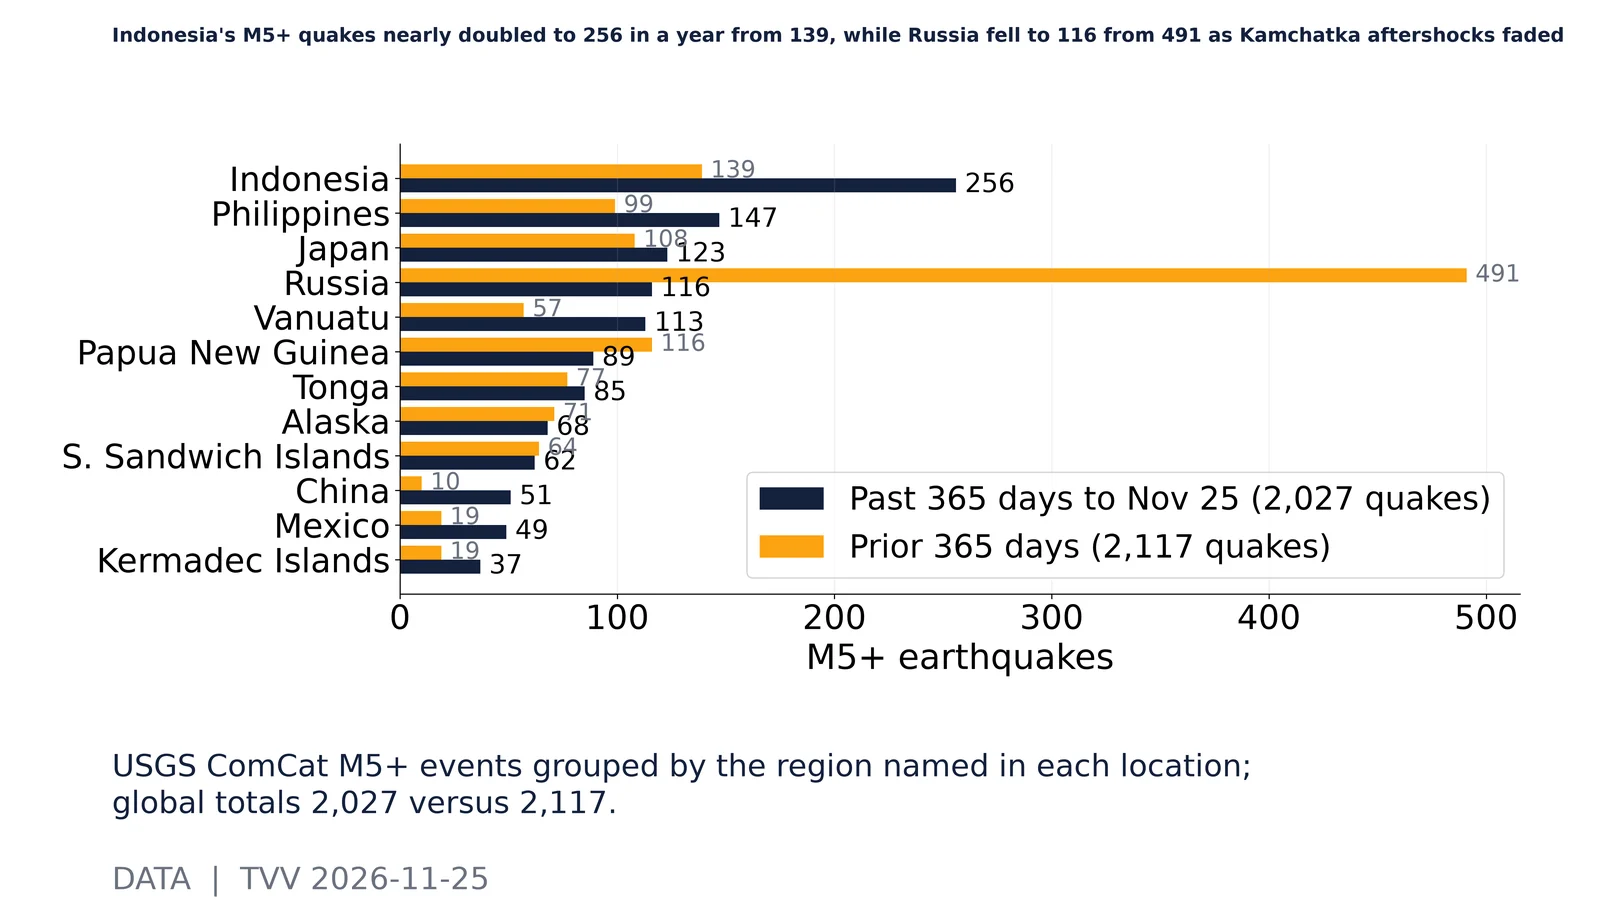 Indonesia's M5+ quakes nearly doubled to 256 in a year from 139, while Russia fell to 116 from 491 as Kamchatka aftershocks faded
Indonesia 139 256
Philippines 99 147
Japan 108 123
Russia 491 116
Vanuatu 57 113
Papua New Guinea 116 89
Tonga 77 85
Alaska 71 68
S. Sandwich Islands 64 62
China 10 51
Mexico 19 49
Kermadec Islands 19 37
Past 365 days to Nov 25 (2,027 quakes)
Prior 365 days (2,117 quakes)
0 100 200 300 400 500
M5+ earthquakes
USGS ComCat M5+ events grouped by the region named in each location;
global totals 2,027 versus 2,117.
DATA | TVV 2026-11-25